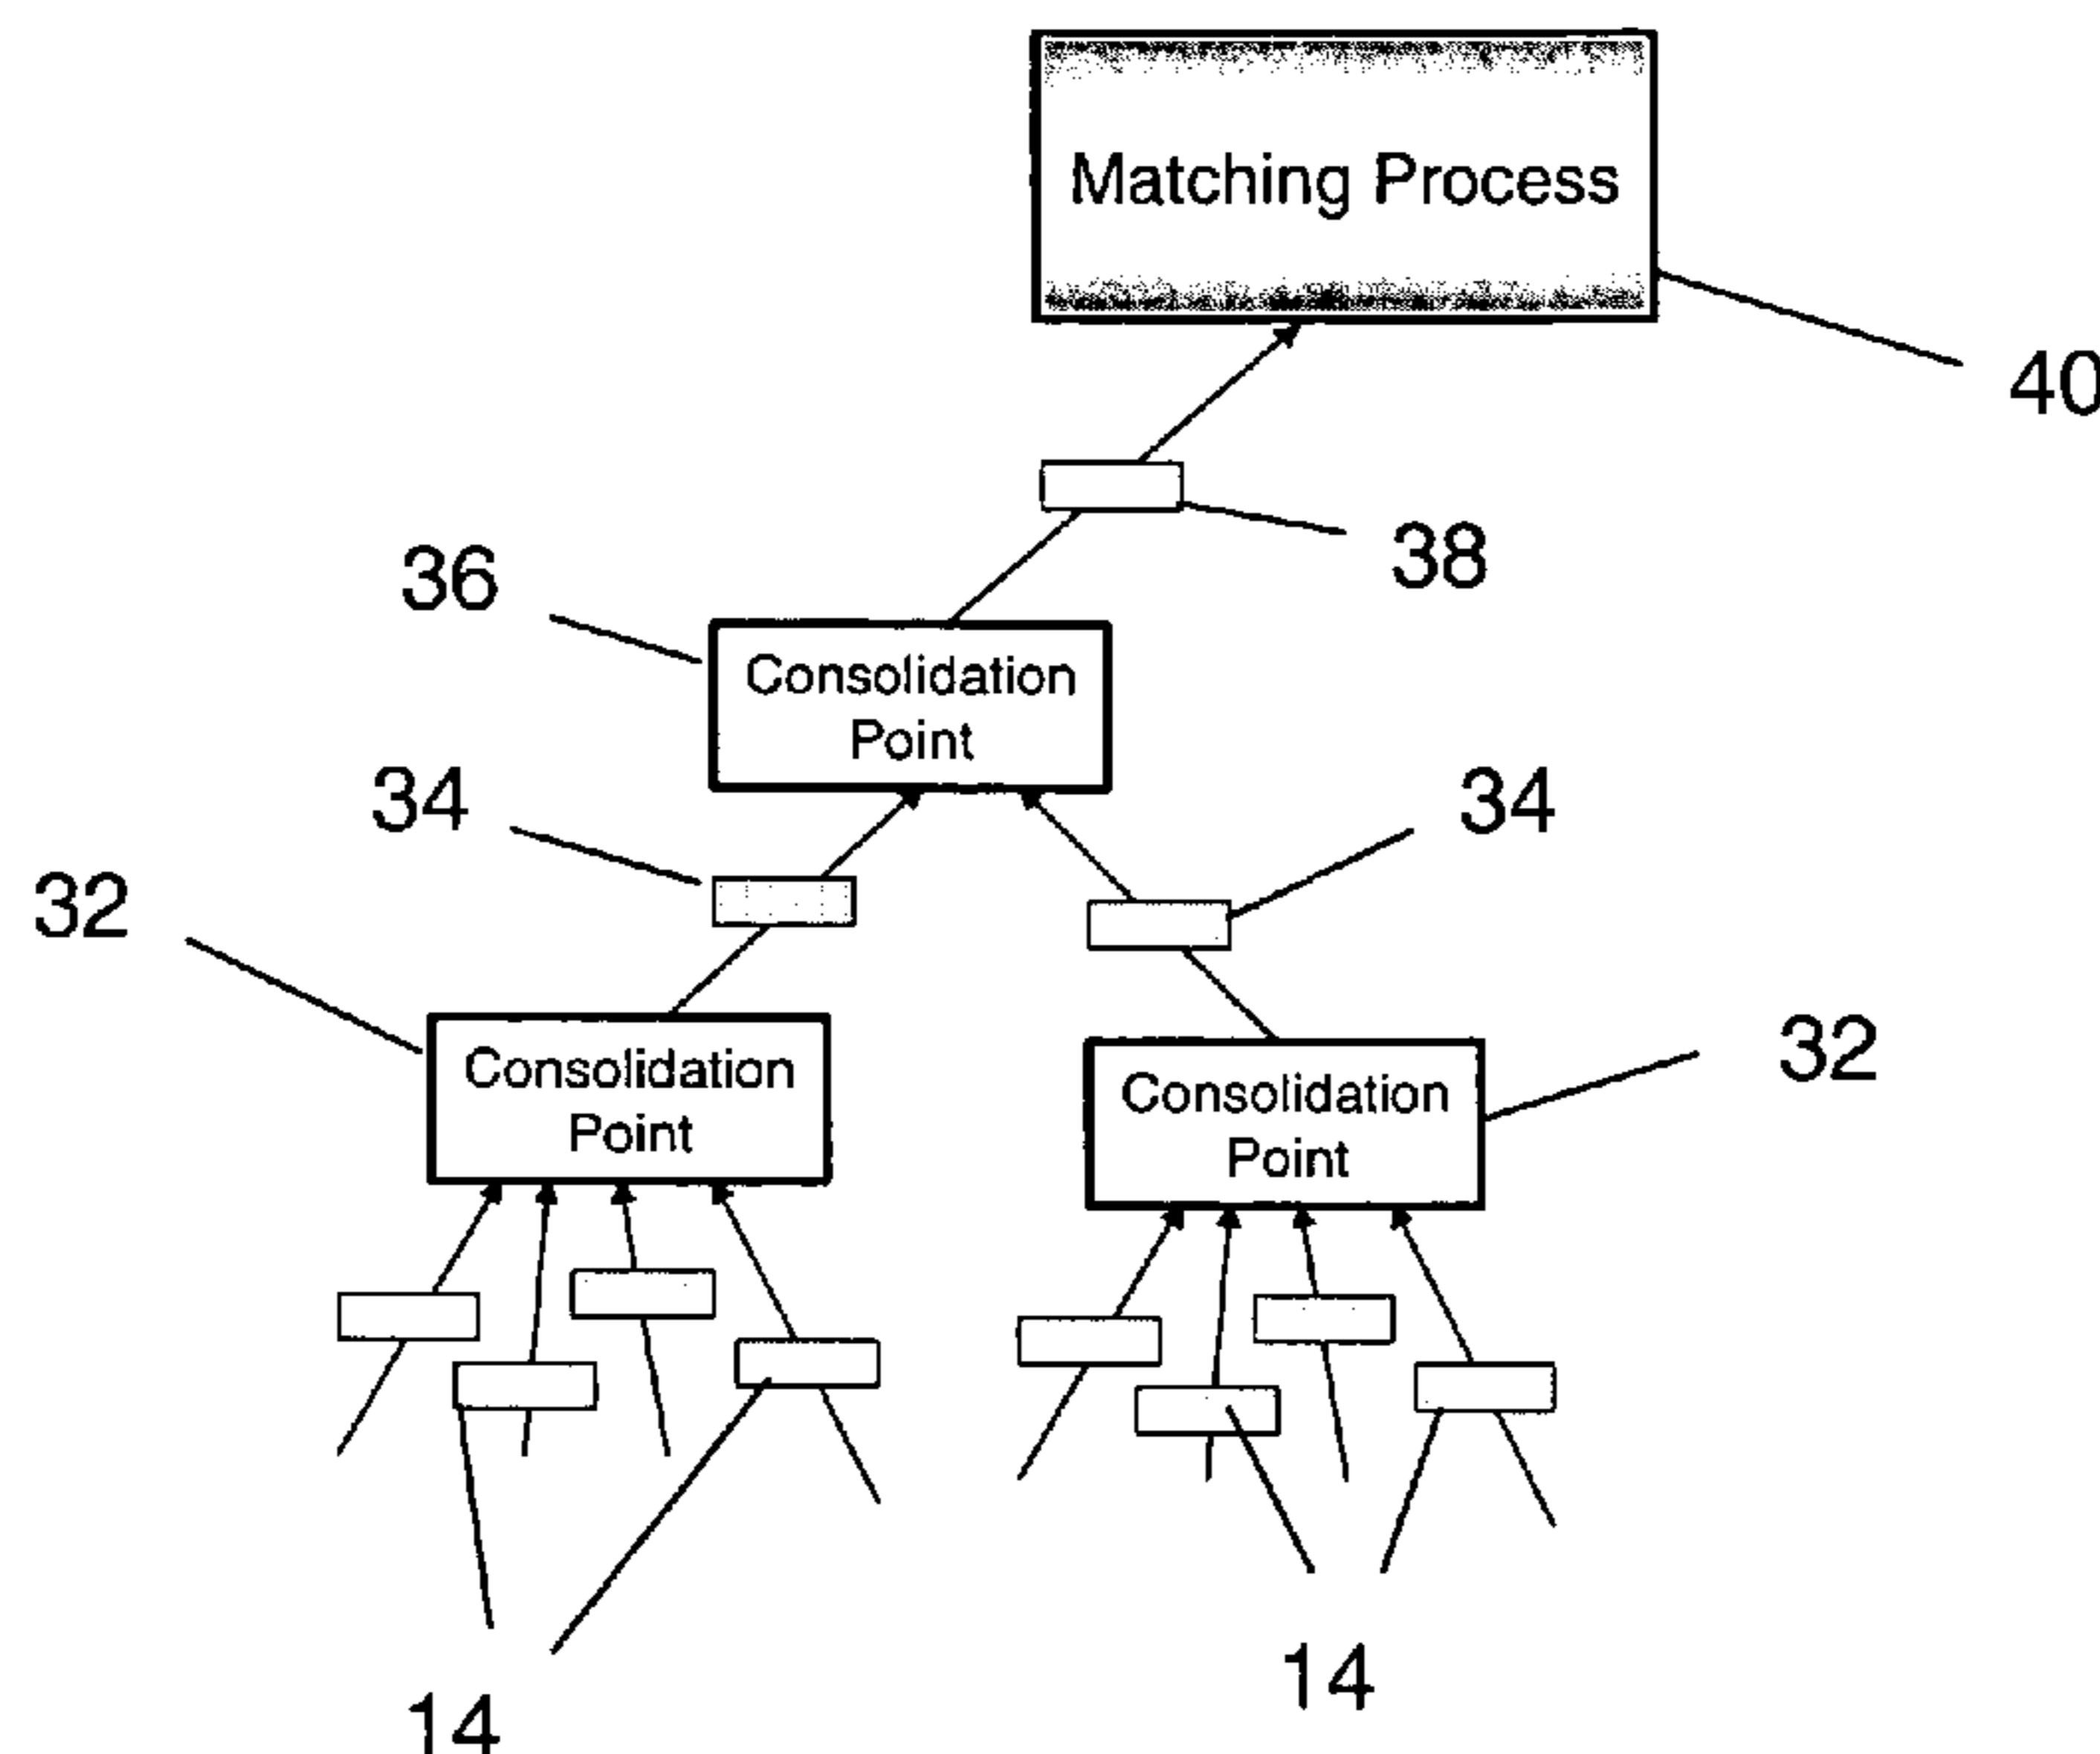 Matching Process
40
38
36
Consolidation
Point
34
34
32
Consolidation
Point
Consolidation
Point
32
14
14